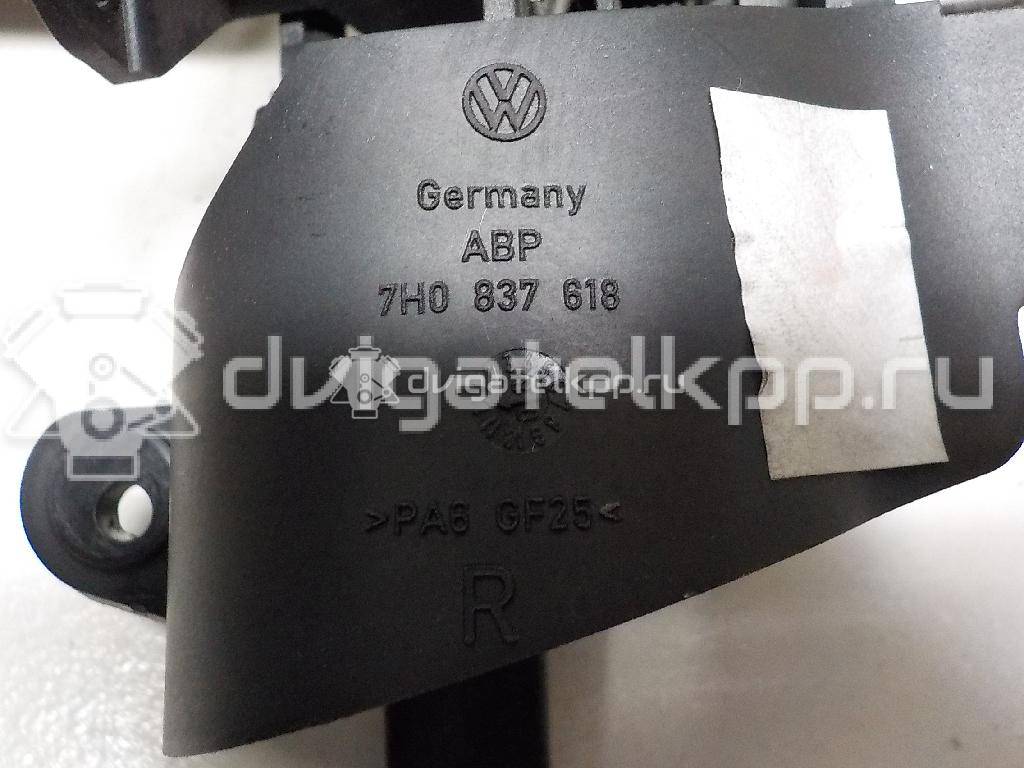 Germany
ABP
7H0 837 618
dvigatelkpp.ru
dvigatelkpp.ru
>PA6 GF25<
R